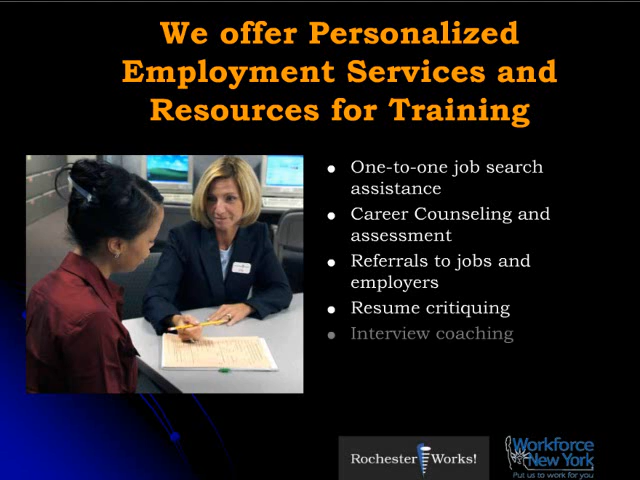 We offer Personalized
Employment Services and
Resources for Training
• One-to-one job search
assistance
• Career Counseling and
assessment
• Referrals to jobs and
employers
• Resume critiquing
• Interview coaching
Rochester Works!
Workforce
New York
Put us to work for you